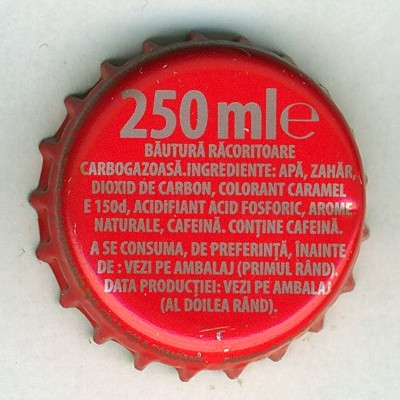 250 ml ℮
BĂUTURĂ RĂCORITOARE
CARBOGAZOASĂ.INGREDIENTE: APĂ, ZAHĂR,
DIOXID DE CARBON, COLORANT CARAMEL
E 150d, ACIDIFIANT ACID FOSFORIC, AROME
NATURALE, CAFEINĂ. CONȚINE CAFEINĂ.
A SE CONSUMA, DE PREFERINȚĂ, ÎNAINTE
DE : VEZI PE AMBALAJ (PRIMUL RÂND).
DATA PRODUCȚIEI: VEZI PE AMBALAJ
(AL DOILEA RÂND).